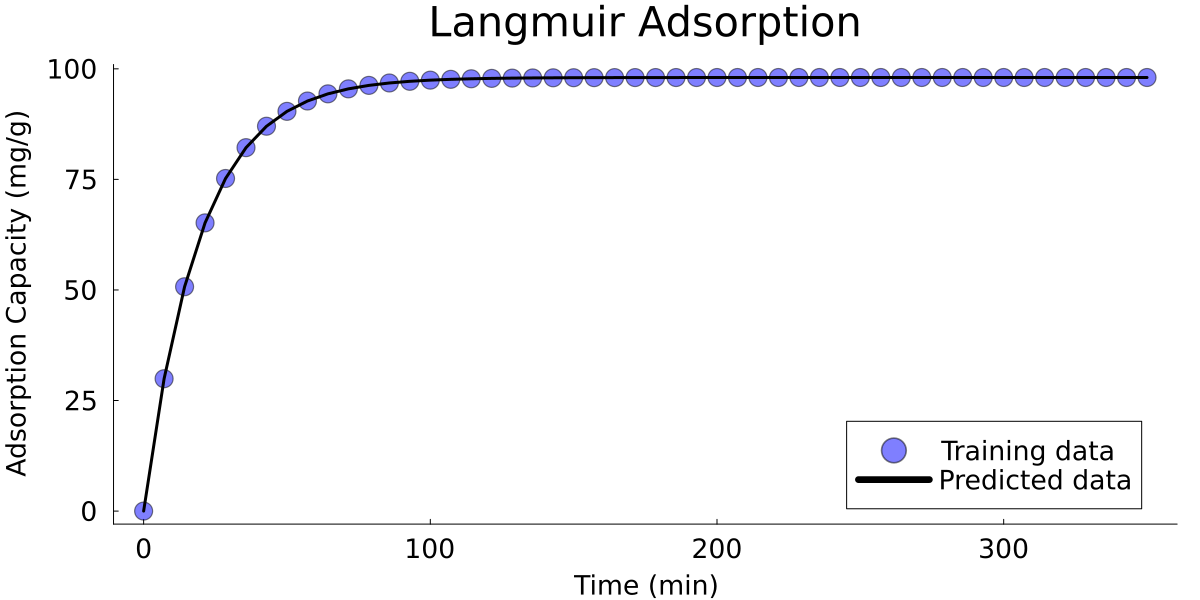 Langmuir Adsorption
Adsorption Capacity (mg/g)
100
75
50
25
0
0 100 200 300
Time (min)
Training data
Predicted data